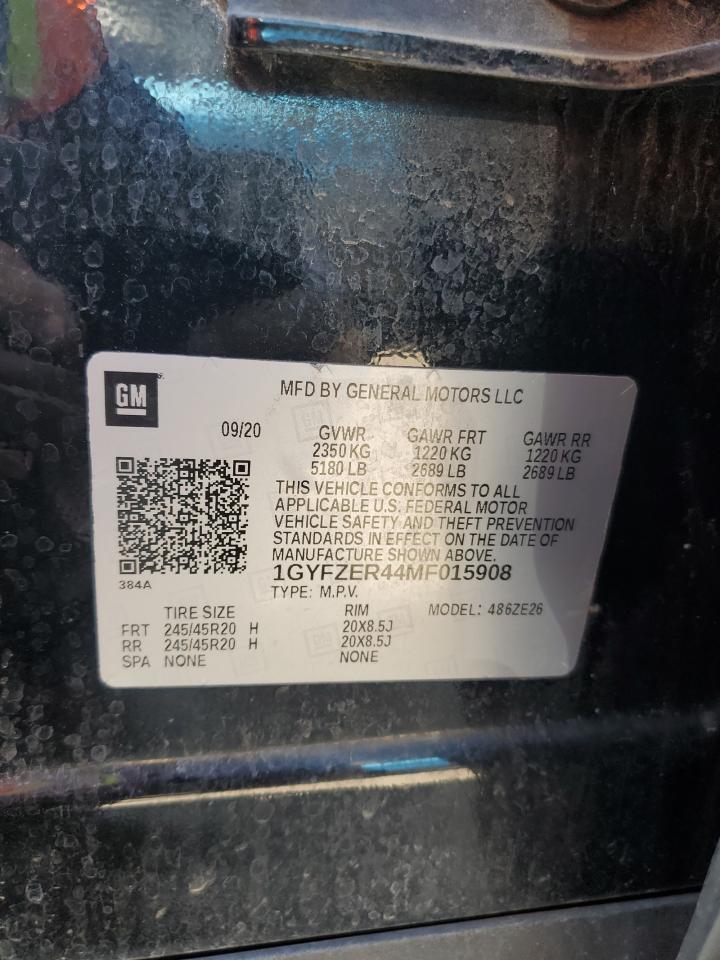 GM
MFD BY GENERAL MOTORS LLC
09/20
GVWR GAWR FRT GAWR RR
2350 KG 1220 KG 1220 KG
5180 LB 2689 LB 2689 LB
THIS VEHICLE CONFORMS TO ALL
APPLICABLE U.S. FEDERAL MOTOR
VEHICLE SAFETY AND THEFT PREVENTION
STANDARDS IN EFFECT ON THE DATE OF
MANUFACTURE SHOWN ABOVE.
1GYFZER44MF015908
384A
TYPE: M.P.V.
TIRE SIZE RIM MODEL: 486ZE26
FRT 245/45R20 H 20X8.5J
RR 245/45R20 H 20X8.5J
SPA NONE NONE